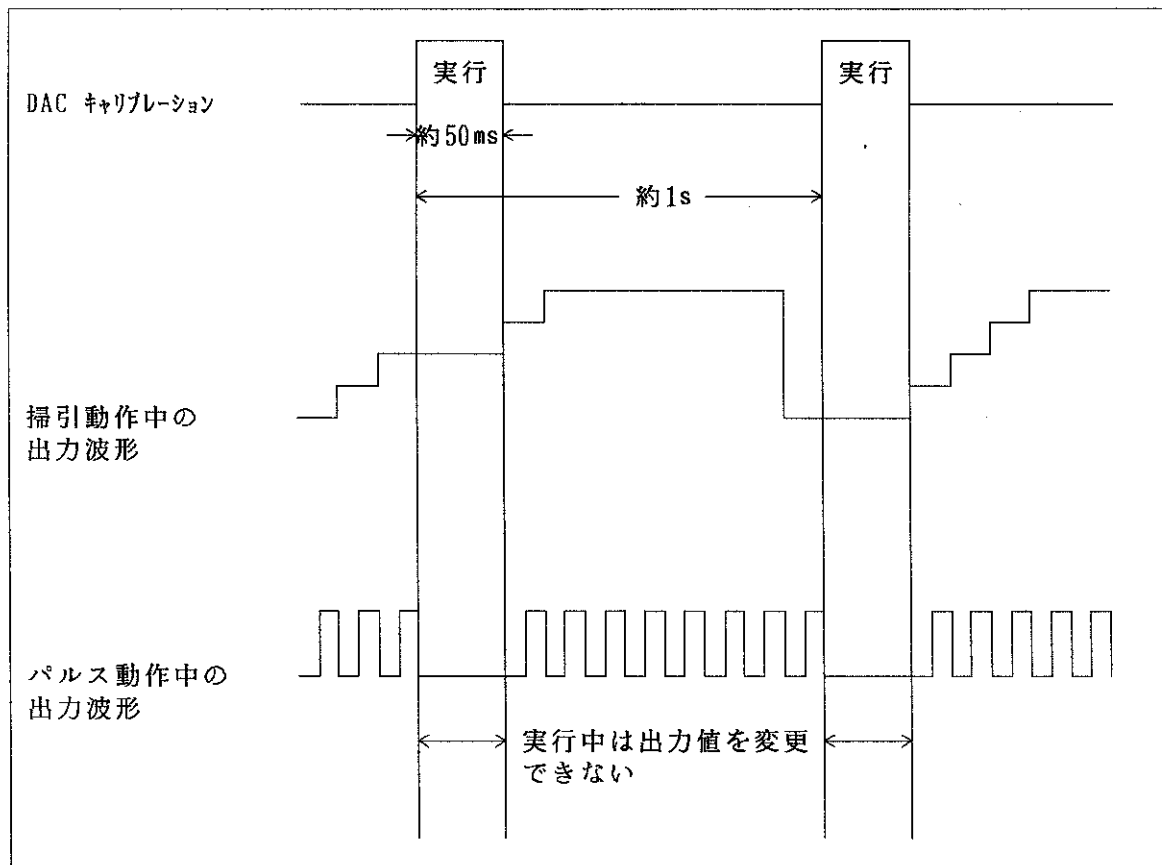 実行
実行
DAC ｷｬﾘﾌﾞﾚｰｼｮﾝ
約50ms
約1s
掃引動作中の
出力波形
パルス動作中の
出力波形
実行中は出力値を変更
できない